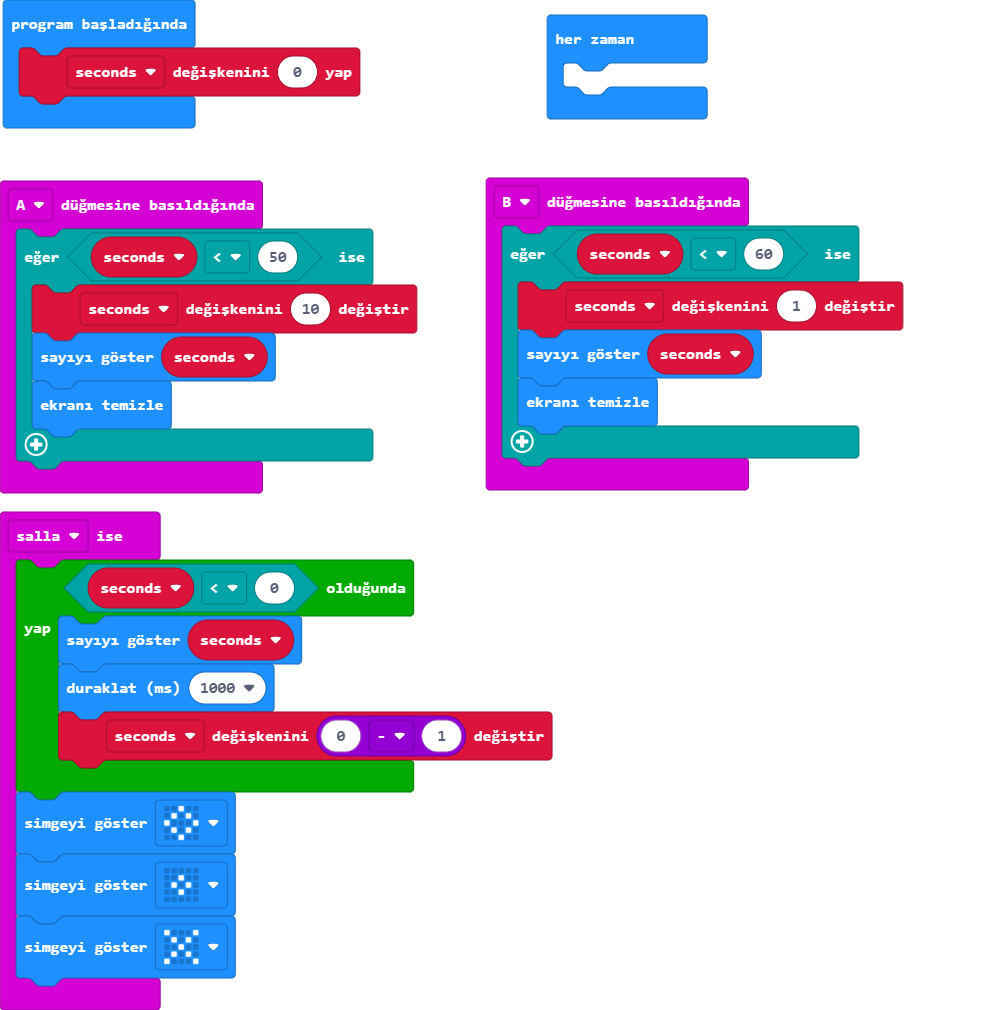 program başladığında
seconds değişkenini 0 yap
her zaman
A düğmesine basıldığında
eğer seconds < 50 ise
seconds değişkenini 10 değiştir
sayıyı göster seconds
ekranı temizle
B düğmesine basıldığında
eğer seconds < 60 ise
seconds değişkenini 1 değiştir
sayıyı göster seconds
ekranı temizle
salla ise
seconds < 0 olduğunda
yap
sayıyı göster seconds
duraklat (ms) 1000
seconds değişkenini 0 - 1 değiştir
simgeyi göster
simgeyi göster
simgeyi göster